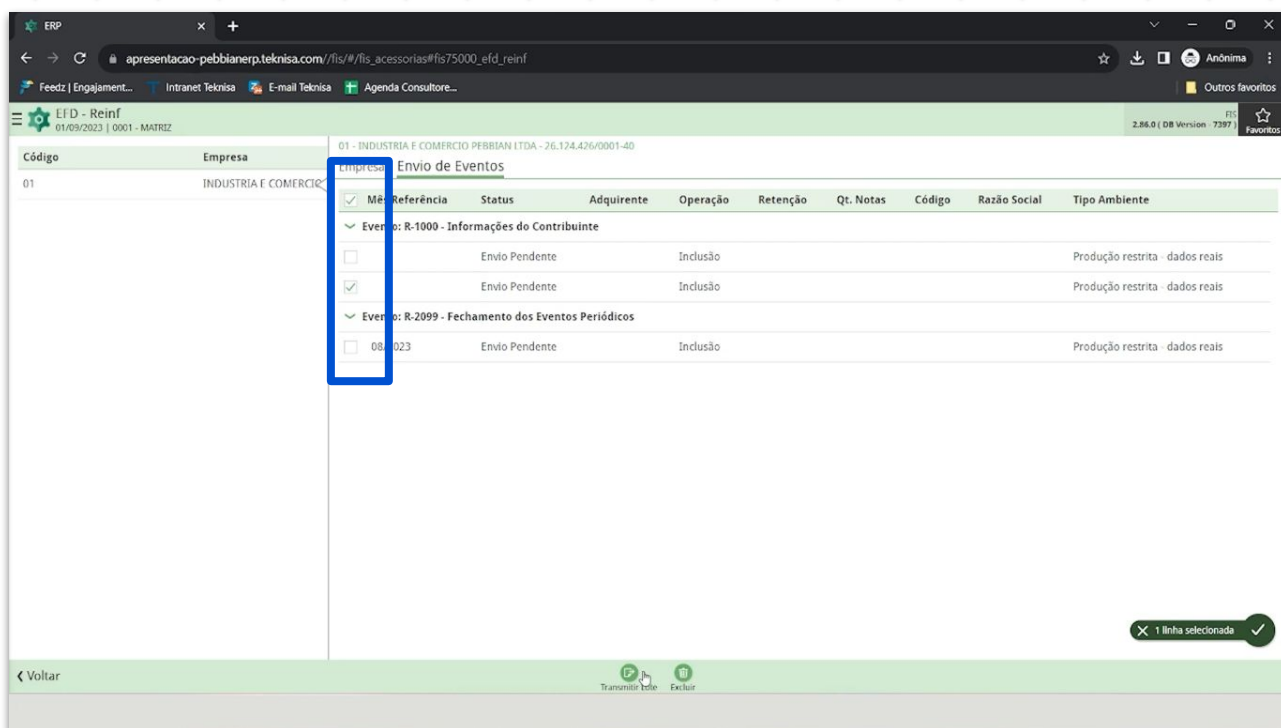 ERP
apresentacao-pebbianerp.teknisa.com//fis/#/fis_acessorias#fis75000_efd_reinf
Anônima
Feedz | Engajament... Intranet Teknisa E-mail Teknisa Agenda Consultore... Outros favoritos
EFD - Reinf
01/09/2023 | 0001 - MATRIZ
FIS
2.86.0 ( DB Version - 7397 )
Favoritos
Código Empresa
01 INDUSTRIA E COMERCIO
01 - INDUSTRIA E COMERCIO PEBBIAN LTDA - 26.124.426/0001-40
Empresa Envio de Eventos
Mês Referência Status Adquirente Operação Retenção Qt. Notas Código Razão Social Tipo Ambiente
Evento: R-1000 - Informações do Contribuinte
Envio Pendente Inclusão Produção restrita - dados reais
Envio Pendente Inclusão Produção restrita - dados reais
Evento: R-2099 - Fechamento dos Eventos Periódicos
08/2023 Envio Pendente Inclusão Produção restrita - dados reais
1 linha selecionada
Voltar
Transmitir Lote Excluir